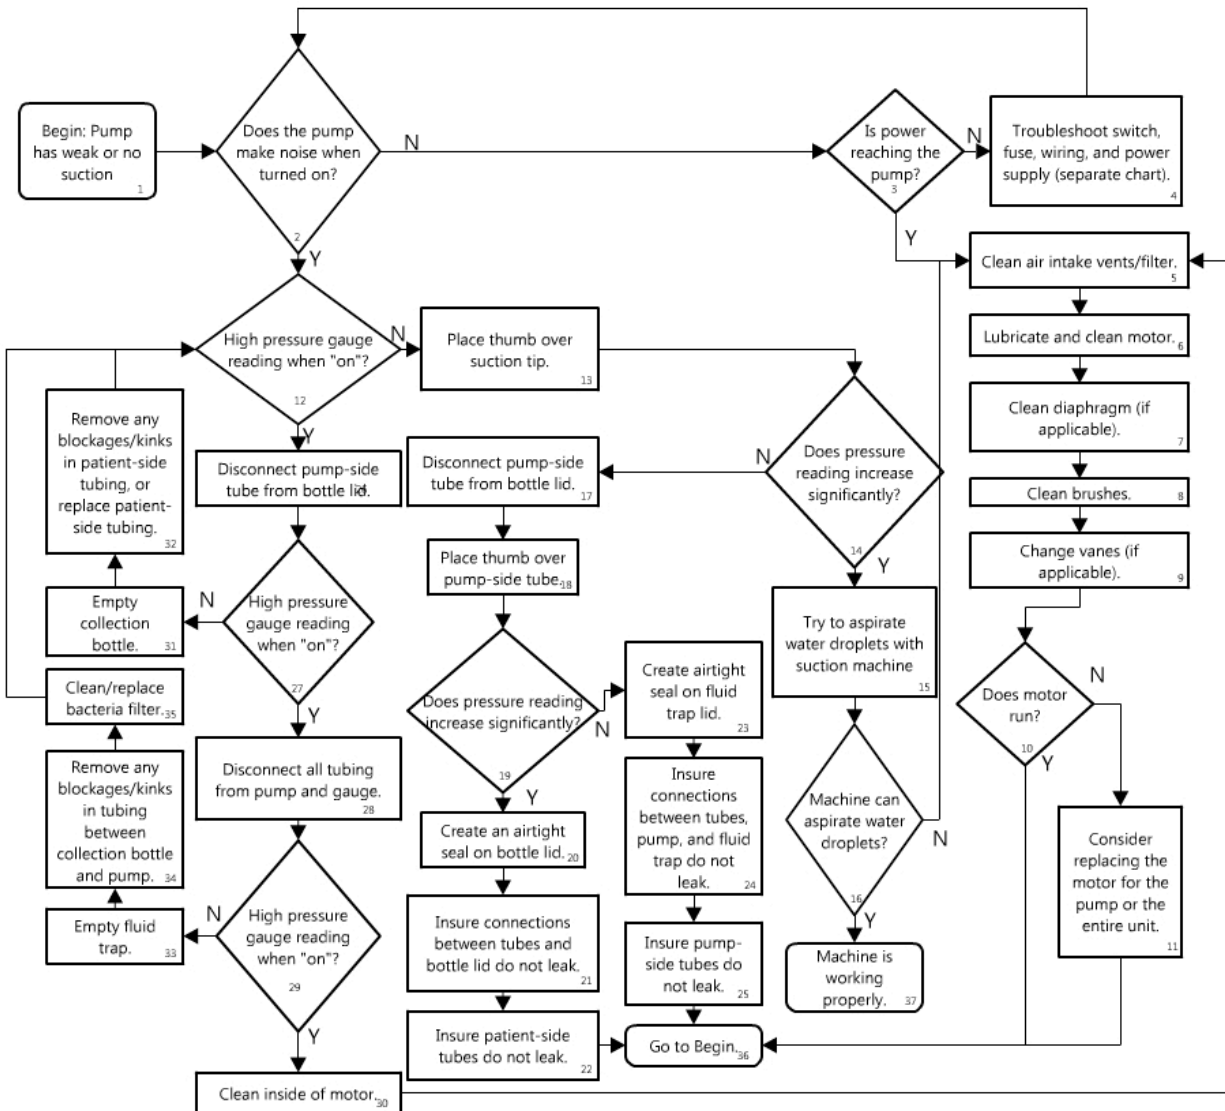 Begin: Pump
has weak or no
suction
1
Does the pump
make noise when
turned on?
2
N
Y
Is power
reaching the
pump?
3
N
Y
Troubleshoot switch,
fuse, wiring, and power
supply (separate chart).
4
Clean air intake vents/filter.
5
Lubricate and clean motor.
6
Clean diaphragm (if
applicable).
7
Clean brushes.
8
Change vanes (if
applicable).
9
Does motor
run?
10
N
Y
Consider
replacing the
motor for the
pump or the
entire unit.
11
High pressure gauge
reading when "on"?
12
N
Y
Place thumb over
suction tip.
13
Does pressure
reading increase
significantly?
14
N
Y
Try to aspirate
water droplets with
suction machine
15
Machine can
aspirate water
droplets?
16
N
Y
Machine is
working
properly.
37
Disconnect pump-side
tube from bottle lid.
17
Place thumb over
pump-side tube.
18
Does pressure reading
increase significantly?
19
N
Y
Create an airtight
seal on bottle lid.
20
Insure connections
between tubes and
bottle lid do not leak.
21
Insure patient-side
tubes do not leak.
22
Create airtight
seal on fluid
trap lid.
23
Insure
connections
between tubes,
pump, and fluid
trap do not
leak.
24
Insure pump-
side tubes do
not leak.
25
Go to Begin.
36
Disconnect pump-side
tube from bottle lid.
High pressure
gauge reading
when "on"?
27
N
Y
Disconnect all tubing
from pump and gauge.
28
High pressure
gauge reading
when "on"?
29
N
Y
Clean inside of motor.
30
Empty
collection
bottle.
31
Remove any
blockages/kinks
in patient-side
tubing, or
replace patient-
side tubing.
32
Empty fluid
trap.
33
Remove any
blockages/kinks
in tubing
between
collection bottle
and pump.
34
Clean/replace
bacteria filter.
35